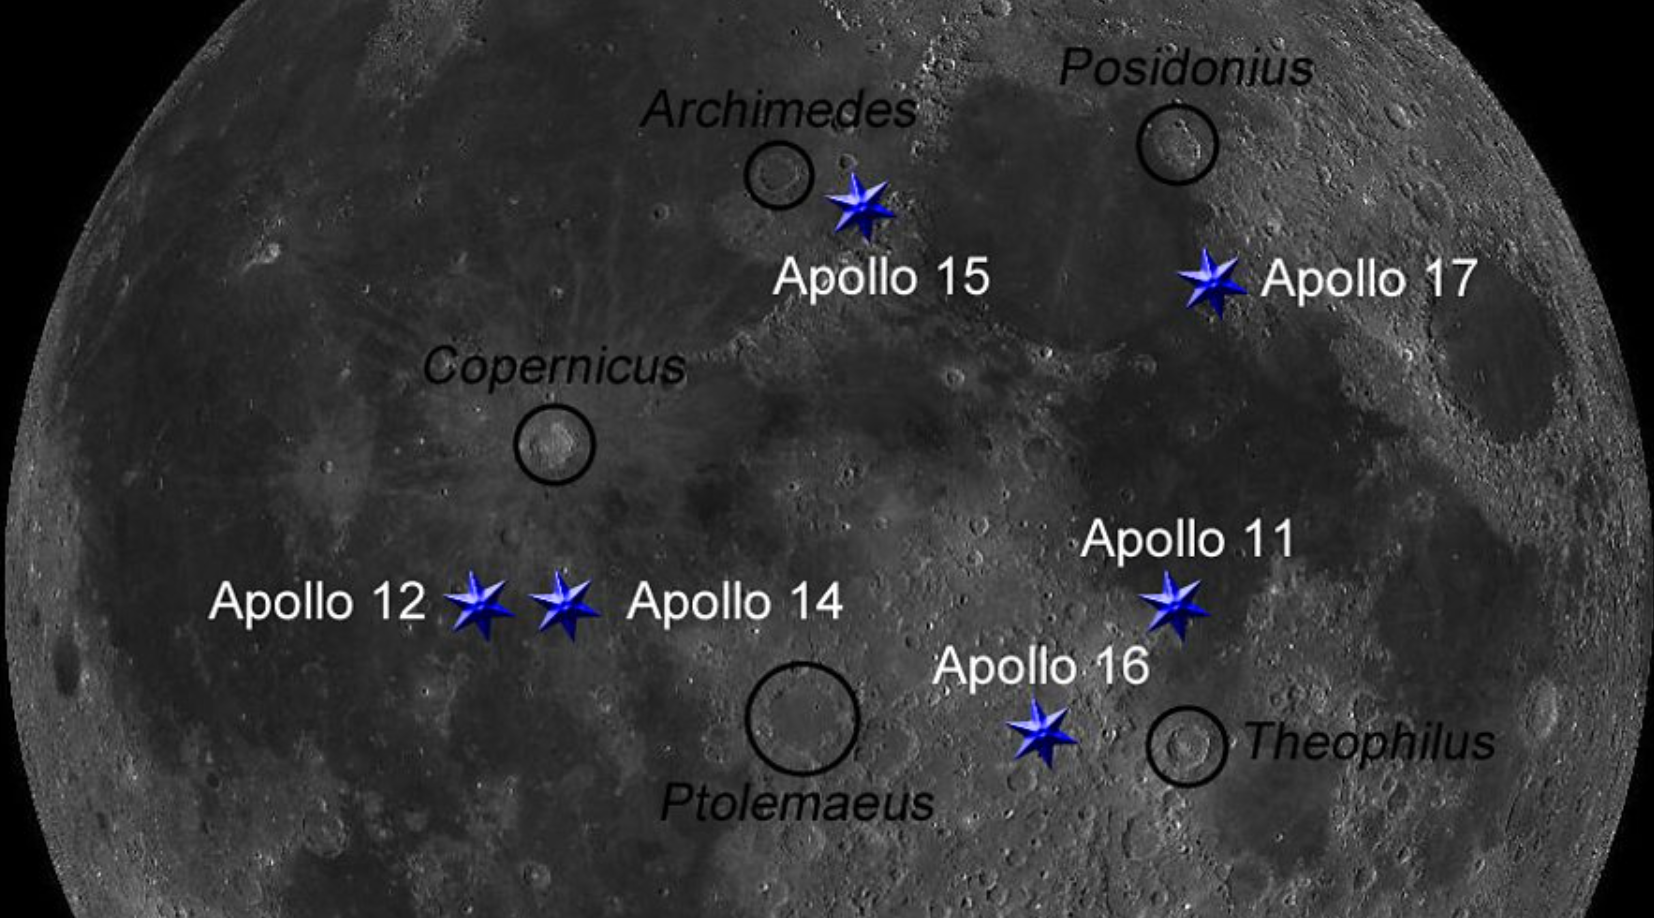 Posidonius
Archimedes
Apollo 15
Apollo 17
Copernicus
Apollo 11
Apollo 12
Apollo 14
Apollo 16
Theophilus
Ptolemaeus